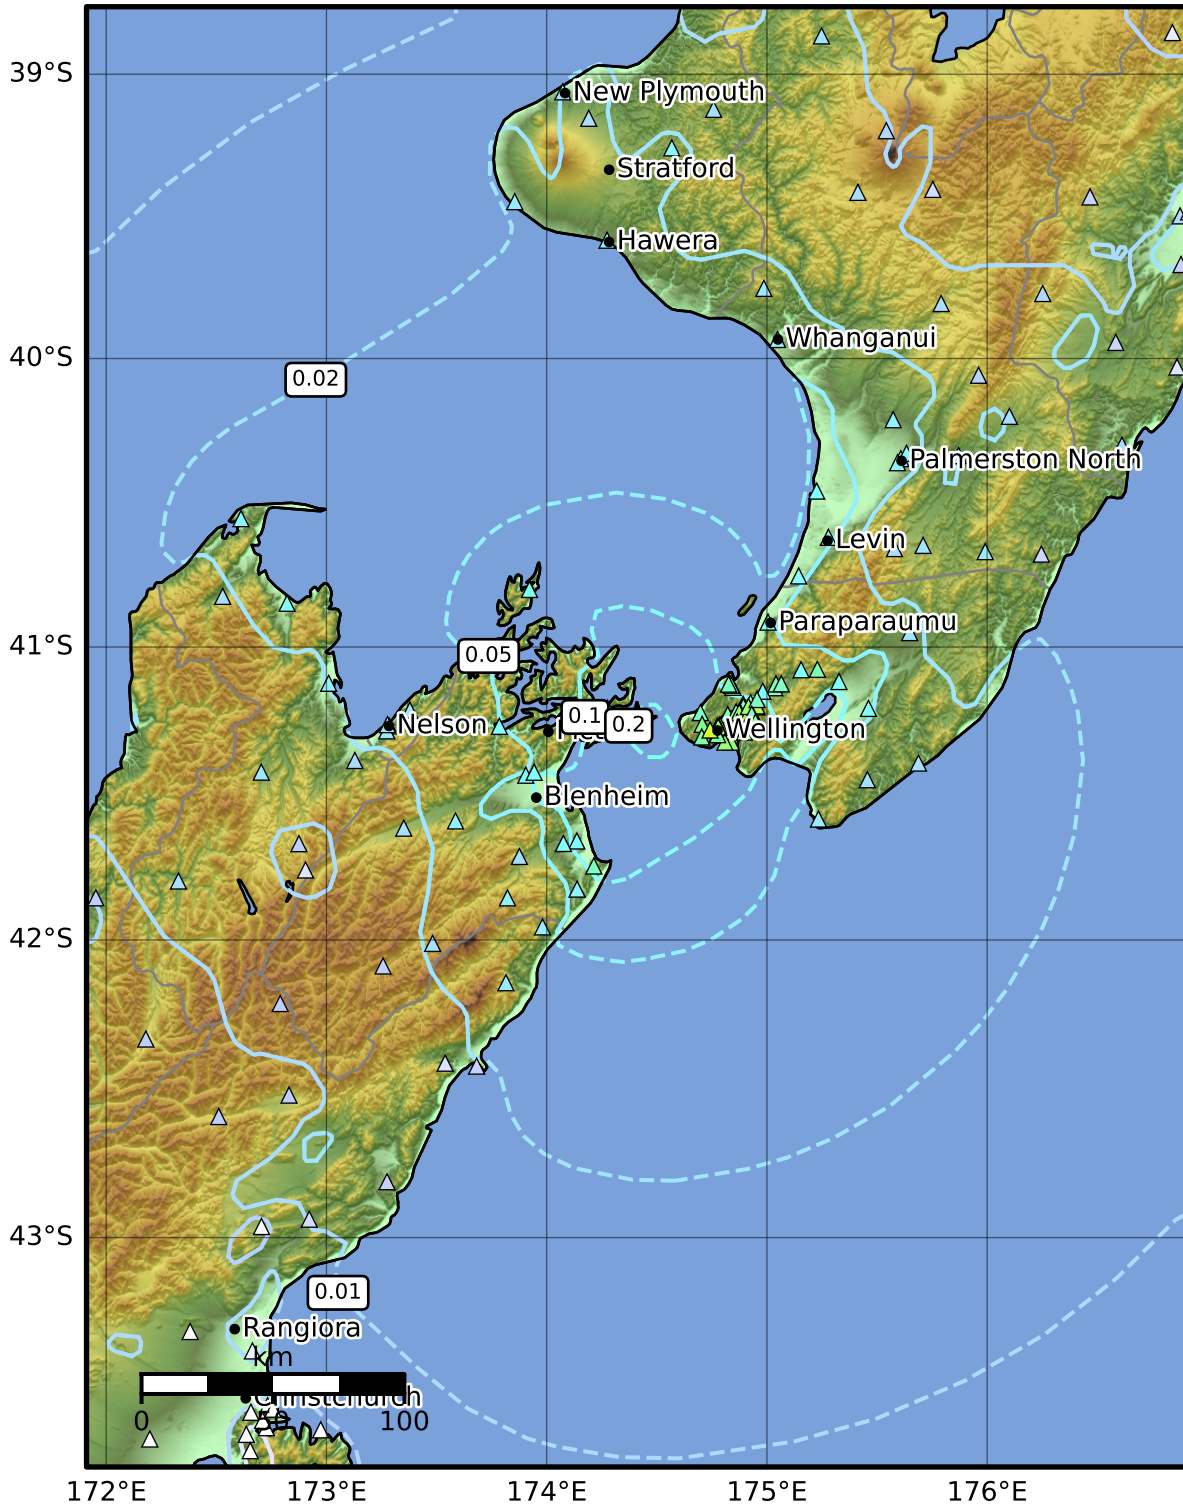 39°S
New Plymouth
Stratford
Hawera
Whanganui
40°S
0.02
Palmerston North
Levin
Paraparaumu
41°S
0.05
0.1
0.2
Nelson
Wellington
Blenheim
42°S
43°S
0.01
Rangiora
km
Christchurch
0
100
172°E
173°E
174°E
175°E
176°E